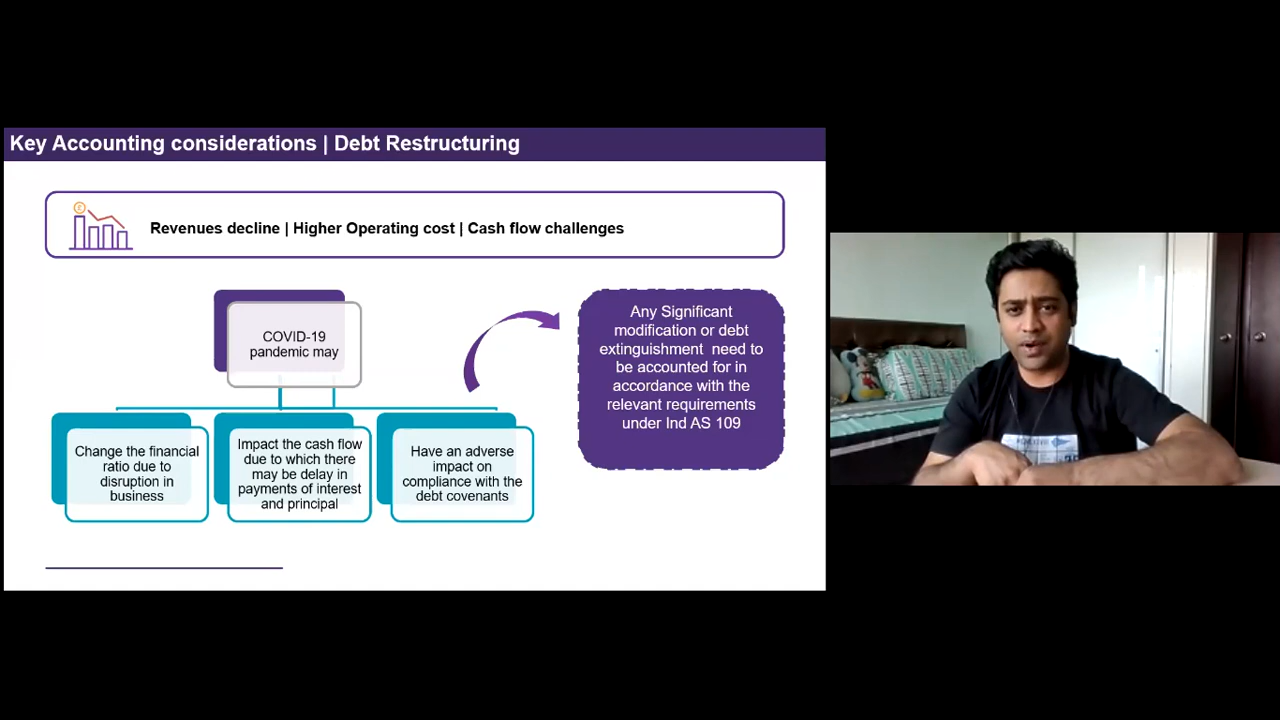 Key Accounting considerations | Debt Restructuring
Revenues decline | Higher Operating cost | Cash flow challenges
COVID-19
pandemic may
Any Significant
modification or debt
extinguishment need to
be accounted for in
accordance with the
relevant requirements
under Ind AS 109
Change the financial
ratio due to
disruption in
business
Impact the cash flow
due to which there
may be delay in
payments of interest
and principal
Have an adverse
impact on
compliance with the
debt covenants